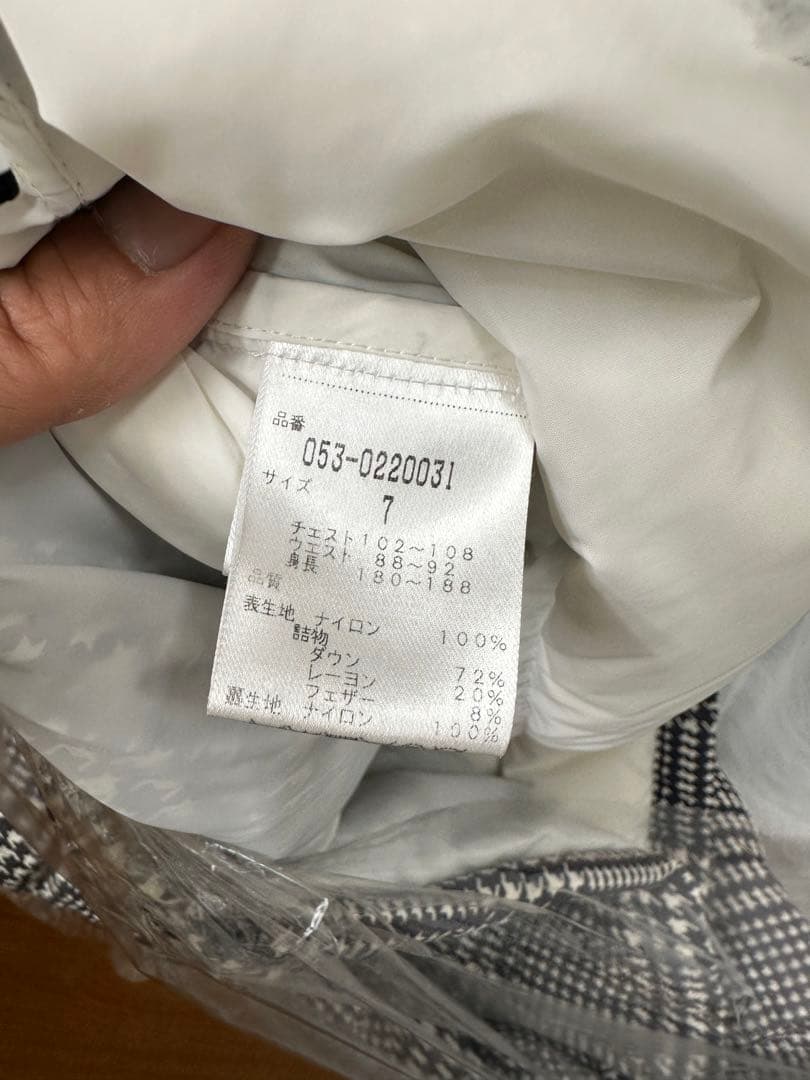 品番
053-0220031
サイズ
7
チェスト 102～108
ウエスト 88～92
身長 180～188
品質
表生地 ナイロン 100%
詰物
ダウン 72%
レーヨン 20%
フェザー 8%
裏生地 ナイロン 100%